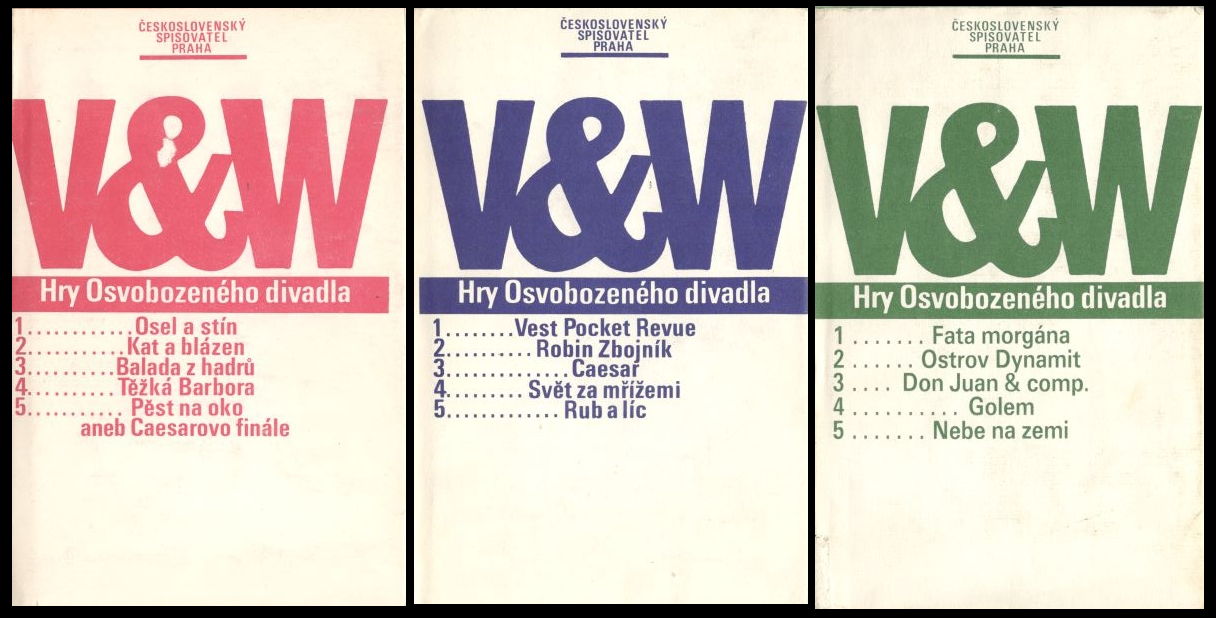 ČESKOSLOVENSKÝ
SPISOVATEL
PRAHA
V&W
Hry Osvobozeného divadla
1............Osel a stín
2...........Kat a blázen
3..........Balada z hadrů
4..........Těžká Barbora
5........... Pěst na oko
aneb Caesarovo finále
ČESKOSLOVENSKÝ
SPISOVATEL
PRAHA
V&W
Hry Osvobozeného divadla
1........Vest Pocket Revue
2.......... Robin Zbojník
3..............Caesar
4......... Svět za mřížemi
5............. Rub a líc
ČESKOSLOVENSKÝ
SPISOVATEL
PRAHA
V&W
Hry Osvobozeného divadla
1 ....... Fata morgána
2 ...... Ostrov Dynamit
3 .... Don Juan & comp.
4 .......... Golem
5 ....... Nebe na zemi